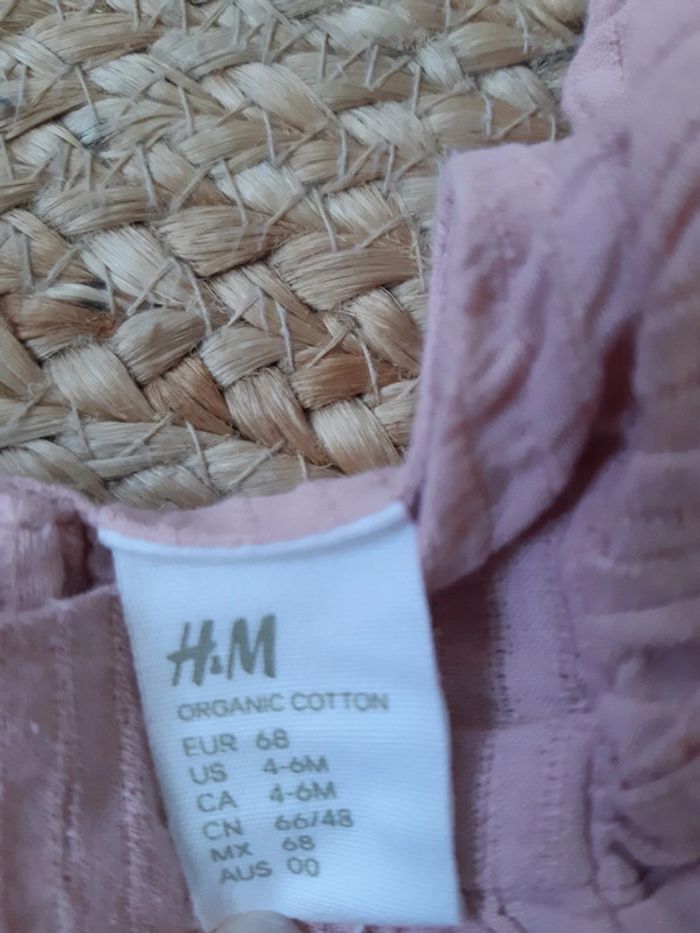 H&M
ORGANIC COTTON
EUR 68
US 4-6M
CA 4-6M
CN 66/48
MX 68
AUS 00